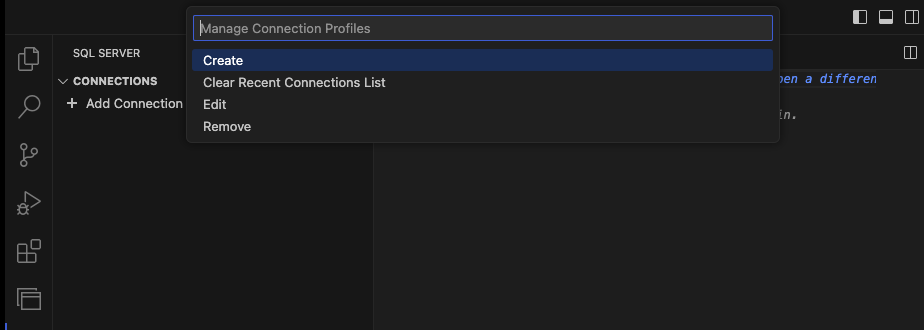 Manage Connection Profiles
SQL SERVER
Create
CONNECTIONS
Clear Recent Connections List
pen a differen
Add Connection
Edit
in.
Remove